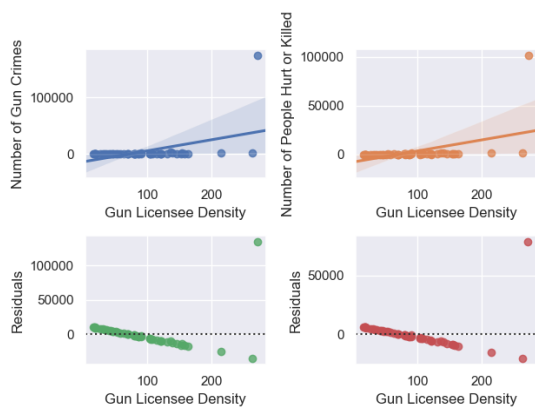 Number of Gun Crimes
100000
0
100
200
Gun Licensee Density
Number of People Hurt or Killed
100000
50000
0
100
200
Gun Licensee Density
Residuals
100000
50000
0
100
200
Gun Licensee Density
Residuals
50000
0
100
200
Gun Licensee Density